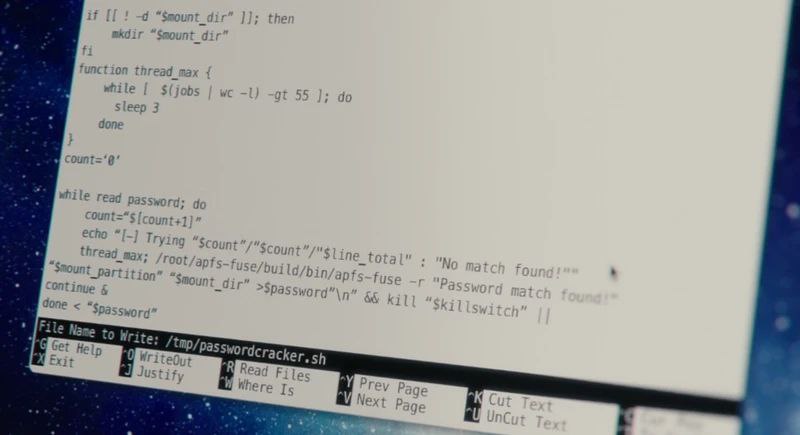 if [[ ! -d “$mount_dir” ]]; then
mkdir “$mount_dir”
fi
function thread_max {
while [ $(jobs | wc -l) -gt 55 ]; do
sleep 3
done
}
count=‘0’
while read password; do
count=“$[count+1]”
echo “[~] Trying “$count”/“$count”/"$line_total" : "No match found!""
thread_max; /root/apfs-fuse/build/bin/apfs-fuse -r "Password match found!"
“$mount_partition” “$mount_dir” >$password”\n” && kill “$killswitch” ||
continue &
done < “$password”
File Name to Write: /tmp/passwordcracker.sh
^G Get Help ^O WriteOut ^R Read Files ^Y Prev Page ^K Cut Text
^X Exit ^J Justify ^W Where Is ^V Next Page ^U UnCut Text